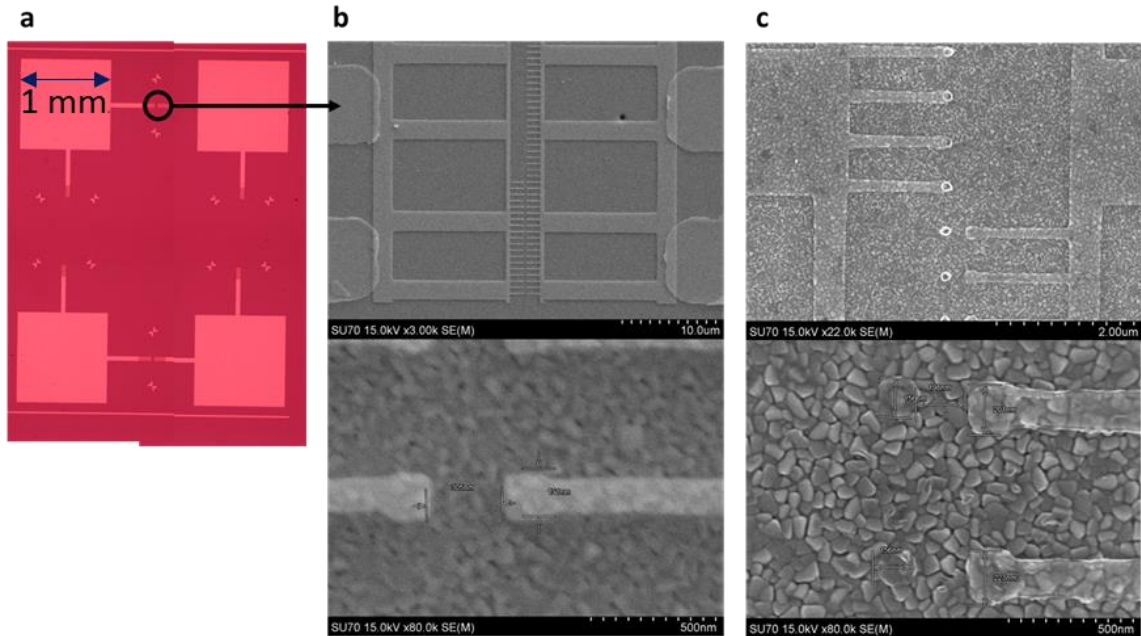 a
b
c
1 mm
SU70 15.0kV x3.00k SE(M)
10.0um
SU70 15.0kV x22.0k SE(M)
2.00um
SU70 15.0kV x80.0k SE(M)
500nm
SU70 15.0kV x80.0k SE(M)
500nm